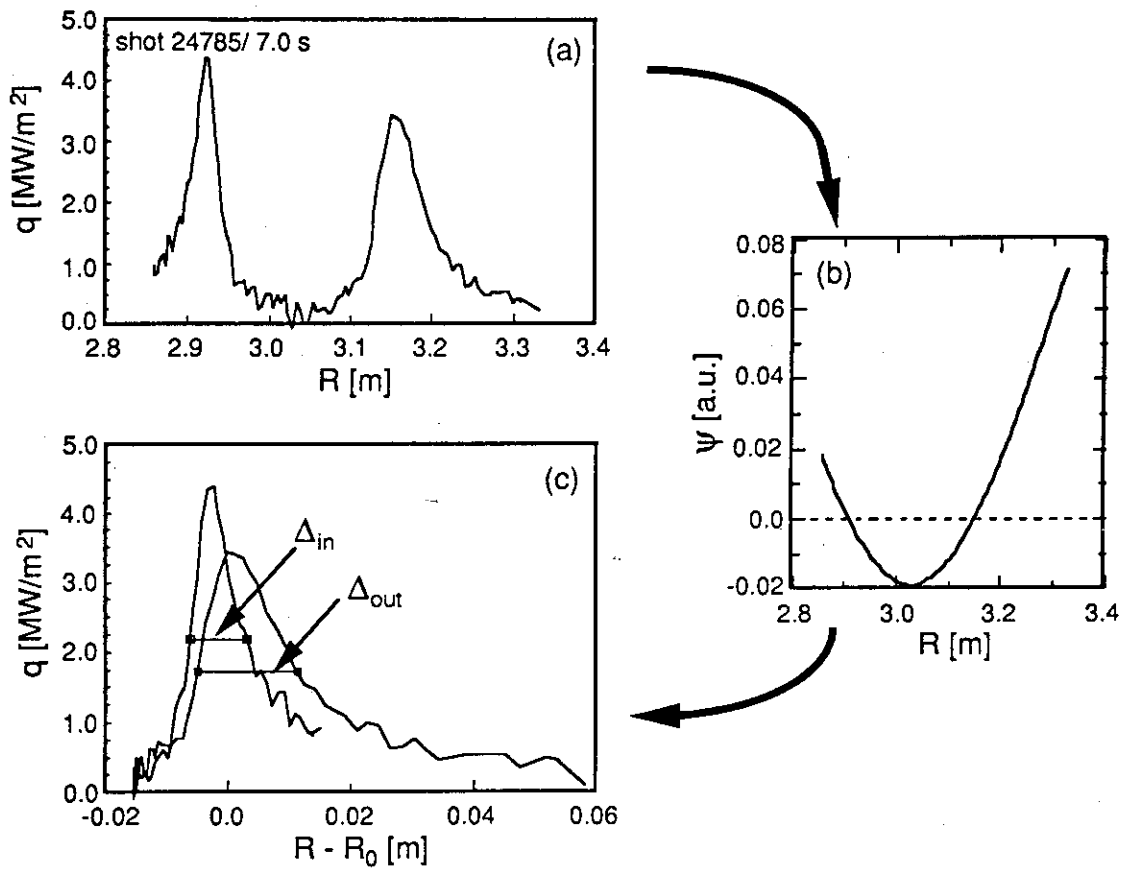 shot 24785/ 7.0 s
(a)
q [MW/m²]
5.0
4.0
3.0
2.0
1.0
0.0
2.8 2.9 3.0 3.1 3.2 3.3 3.4
R [m]
(b)
ψ [a.u.]
0.08
0.06
0.04
0.02
0.0
-0.02
2.8 3.0 3.2 3.4
R [m]
(c)
q [MW/m²]
5.0
4.0
3.0
2.0
1.0
0.0
Δin
Δout
-0.02 0.0 0.02 0.04 0.06
R - R₀ [m]